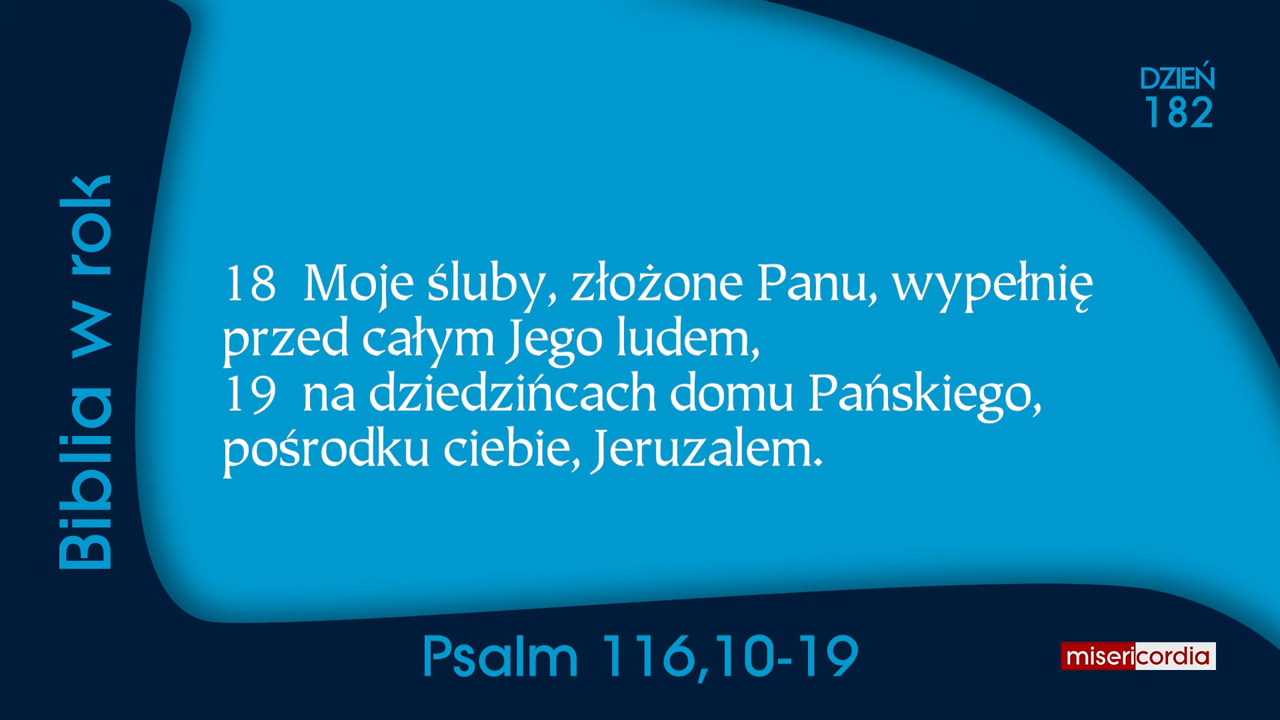 DZIEŃ
182
Biblia w rok
18 Moje śluby, złożone Panu, wypełnię
przed całym Jego ludem,
19 na dziedzińcach domu Pańskiego,
pośrodku ciebie, Jeruzalem.
Psalm 116,10-19
misericordia